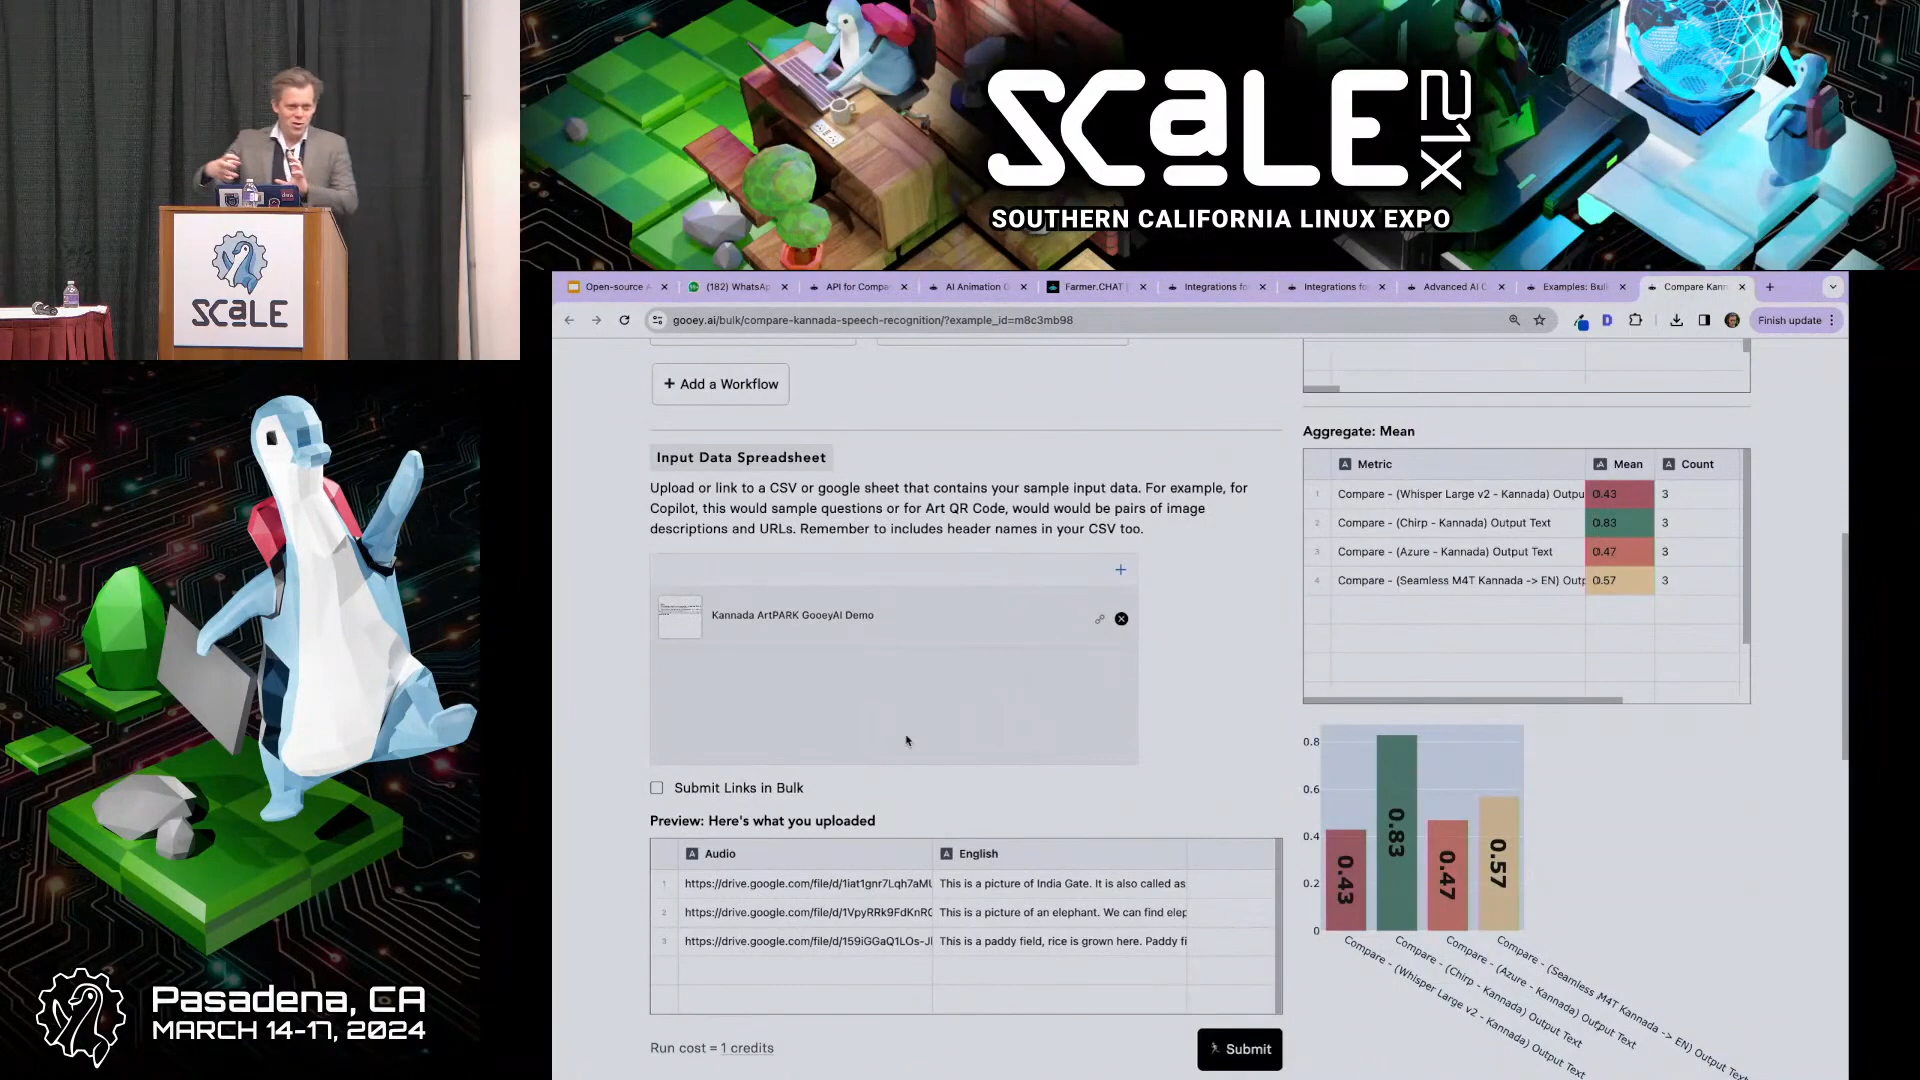 SCALE
SCaLE 21X
SOUTHERN CALIFORNIA LINUX EXPO
Open-source
(182) WhatsAp
API for Compa
AI Animation G
Farmer.CHAT
Integrations fo
Integrations fo
Advanced AI C
Examples: Bul
Compare Kann
gooey.ai/bulk/compare-kannada-speech-recognition/?example_id=m8c3mb98
Finish update
+ Add a Workflow
Input Data Spreadsheet
Upload or link to a CSV or google sheet that contains your sample input data. For example, for
Copilot, this would sample questions or for Art QR Code, would would be pairs of image
descriptions and URLs. Remember to includes header names in your CSV too.
Kannada ArtPARK GooeyAI Demo
Submit Links in Bulk
Preview: Here's what you uploaded
Audio English
1 https://drive.google.com/file/d/1iat1gnr7Lqh7aMU This is a picture of India Gate. It is also called as
2 https://drive.google.com/file/d/1VpyRRk9FdKnRC This is a picture of an elephant. We can find elep
3 https://drive.google.com/file/d/159iGGaQ1LOs-JI This is a paddy field, rice is grown here. Paddy fi
Run cost = 1 credits
Submit
Aggregate: Mean
Metric Mean Count
1 Compare - (Whisper Large v2 - Kannada) Outpu 0.43 3
2 Compare - (Chirp - Kannada) Output Text 0.83 3
3 Compare - (Azure - Kannada) Output Text 0.47 3
4 Compare - (Seamless M4T Kannada -> EN) Outp 0.57 3
0.8
0.6
0.4
0.2
0
0.43
0.83
0.47
0.57
Compare - (Whisper Large v2 - Kannada) Output Text
Compare - (Chirp - Kannada) Output Text
Compare - (Azure - Kannada) Output Text
Compare - (Seamless M4T Kannada -> EN) Output Text
Pasadena, CA
MARCH 14-17, 2024